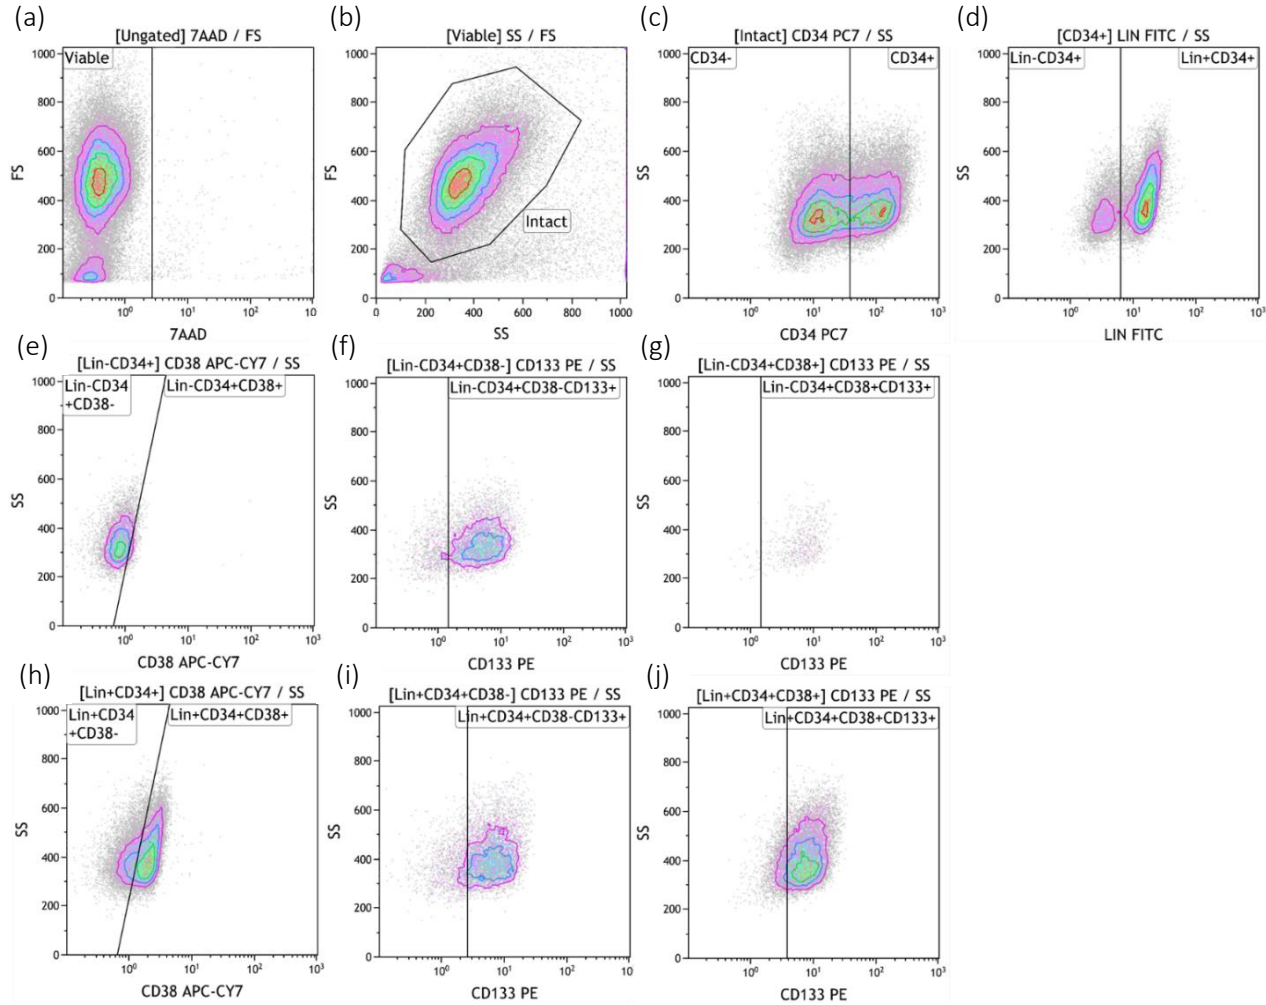 (a)
[Ungated] 7AAD / FS
Viable
FS
1000
800
600
400
200
0
10⁰
10¹
10²
10³
7AAD
(b)
[Viable] SS / FS
FS
1000
800
600
400
200
0
Intact
0
200
400
600
800
1000
SS
(c)
[Intact] CD34 PC7 / SS
CD34-
CD34+
SS
1000
800
600
400
200
0
10⁰
10¹
10²
10³
CD34 PC7
(d)
[CD34+] LIN FITC / SS
Lin-CD34+
Lin+CD34+
SS
1000
800
600
400
200
0
10⁰
10¹
10²
10³
LIN FITC
(e)
[Lin-CD34+] CD38 APC-CY7 / SS
Lin-CD34
+CD38-
Lin-CD34+CD38+
SS
1000
800
600
400
200
0
10⁰
10¹
10²
10³
CD38 APC-CY7
(f)
[Lin-CD34+CD38-] CD133 PE / SS
Lin-CD34+CD38-CD133+
SS
1000
800
600
400
200
0
10⁰
10¹
10²
10³
CD133 PE
(g)
[Lin-CD34+CD38+] CD133 PE / SS
Lin-CD34+CD38+CD133+
SS
1000
800
600
400
200
0
10⁰
10¹
10²
10³
CD133 PE
(h)
[Lin+CD34+] CD38 APC-CY7 / SS
Lin+CD34
+CD38-
Lin+CD34+CD38+
SS
1000
800
600
400
200
0
10⁰
10¹
10²
10³
CD38 APC-CY7
(i)
[Lin+CD34+CD38-] CD133 PE / SS
Lin+CD34+CD38-CD133+
SS
1000
800
600
400
200
0
10⁰
10¹
10²
10³
CD133 PE
(j)
[Lin+CD34+CD38+] CD133 PE / SS
Lin+CD34+CD38+CD133+
SS
1000
800
600
400
200
0
10⁰
10¹
10²
10³
CD133 PE